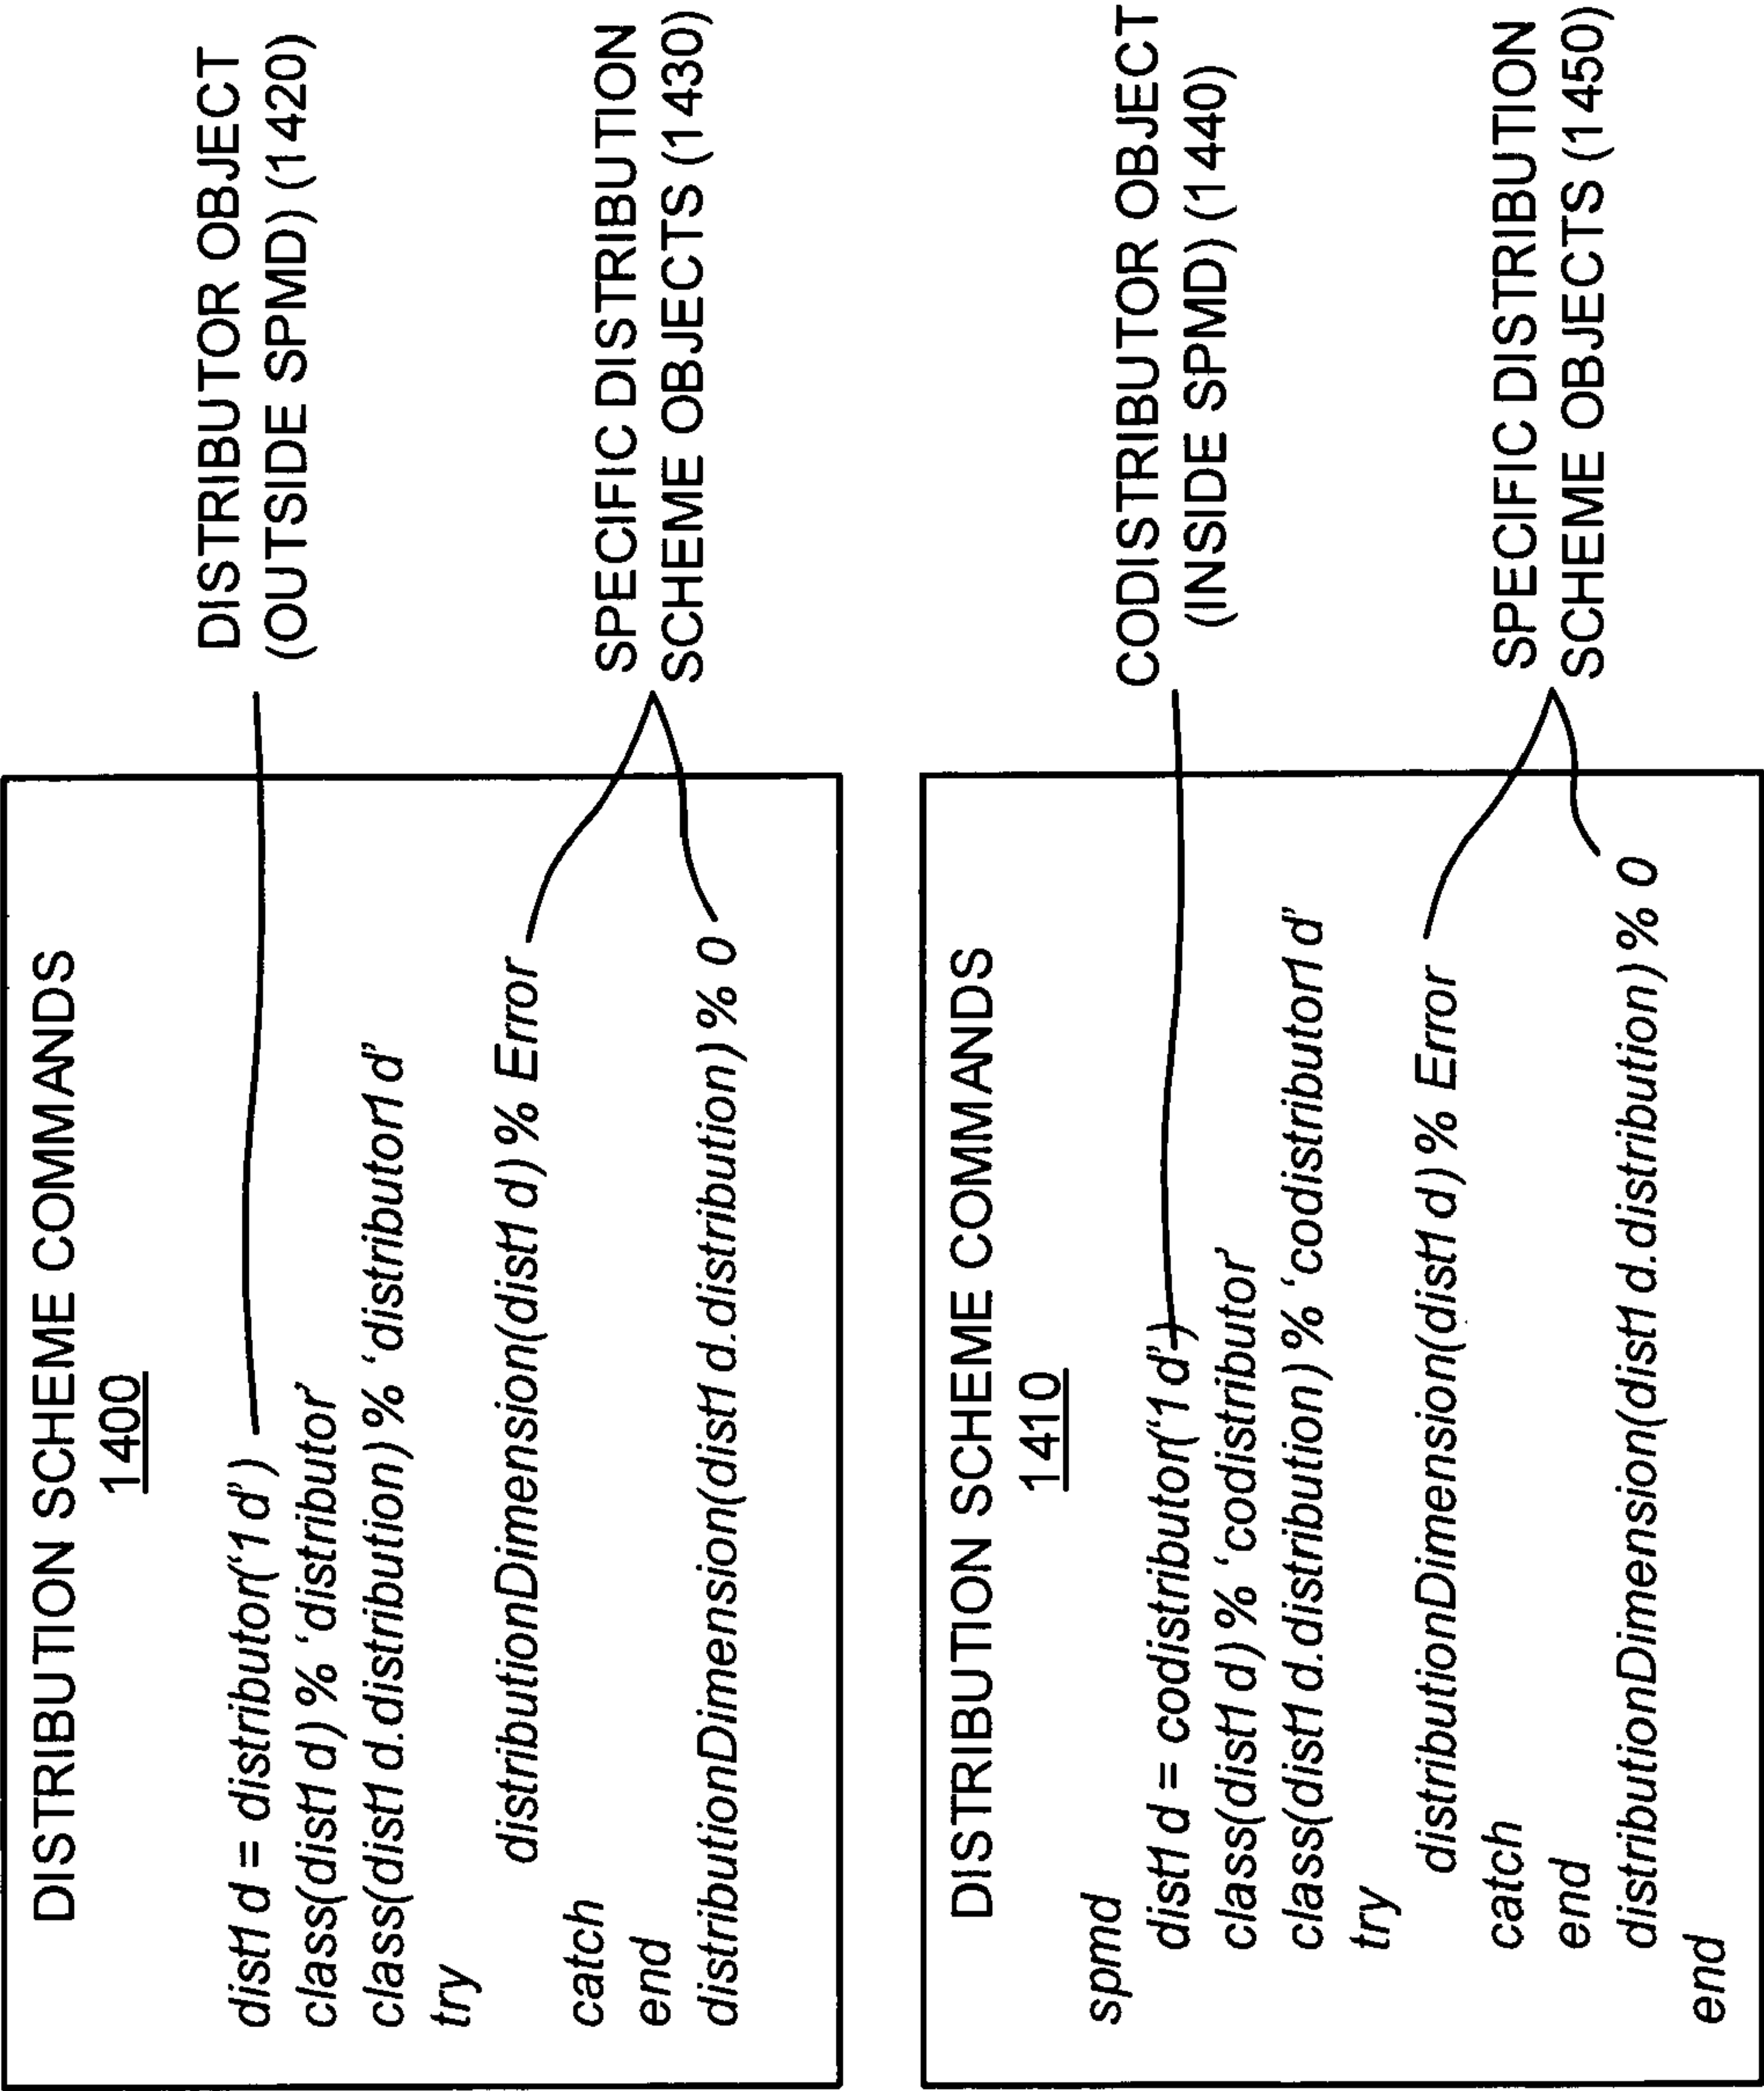 DISTRIBUTION SCHEME COMMANDS
1400
dist1d = distributor('1d')
class(dist1d) % 'distributor'
class(dist1d.distribution) % 'distributor1d'
try
distributionDimension(dist1d) % Error
catch
end
distributionDimension(dist1d.distribution) % 0
DISTRIBUTOR OBJECT
(OUTSIDE SPMD) (1420)
SPECIFIC DISTRIBUTION
SCHEME OBJECTS (1430)
DISTRIBUTION SCHEME COMMANDS
1410
spmd
dist1d = codistributor('1d')
class(dist1d) % 'codistributor'
class(dist1d.distribution) % 'codistributor1d'
try
distributionDimension(dist1d) % Error
catch
end
distributionDimension(dist1d.distribution) % 0
end
CODISTRIBUTOR OBJECT
(INSIDE SPMD) (1440)
SPECIFIC DISTRIBUTION
SCHEME OBJECTS (1450)